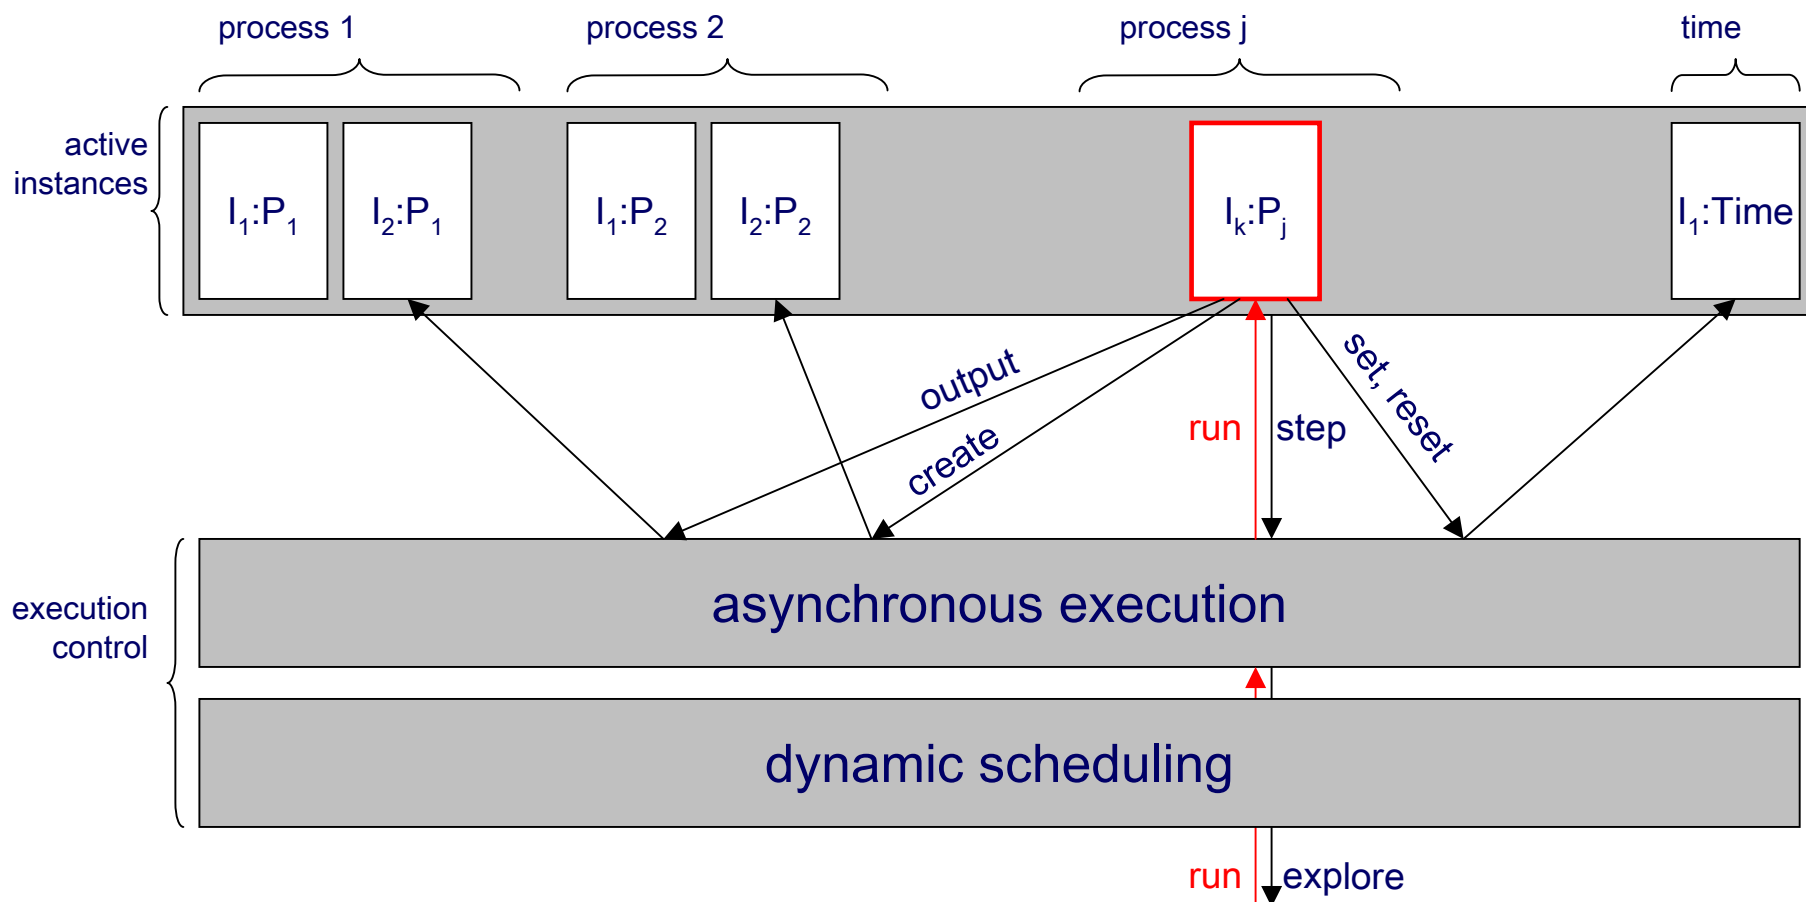 process 1
process 2
process j
time
active
instances
I₁:P₁
I₂:P₁
I₁:P₂
I₂:P₂
Iₖ:Pⱼ
I₁:Time
output
create
run
step
set, reset
execution
control
asynchronous execution
dynamic scheduling
run
explore